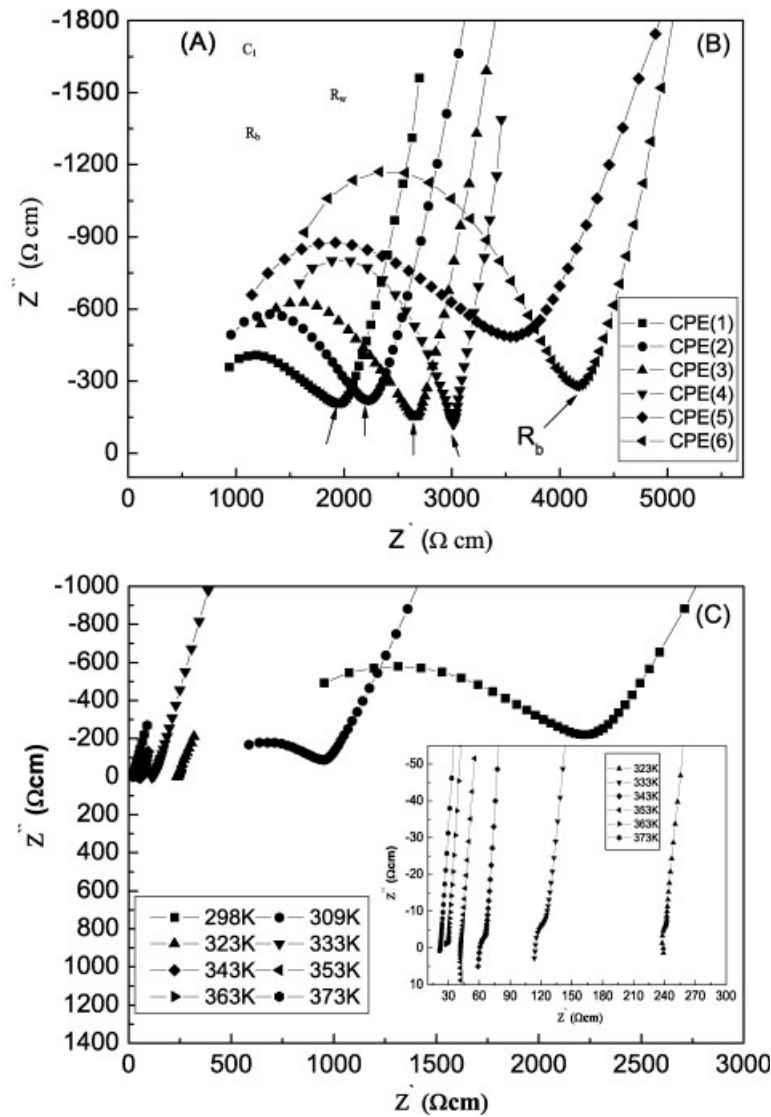 (A)
(B)
C₁
R_w
R_b
-1800
-1500
-1200
-900
-600
-300
0
Z`` (Ω cm)
CPE(1)
CPE(2)
CPE(3)
CPE(4)
CPE(5)
CPE(6)
R_b
0 1000 2000 3000 4000 5000
Z` (Ω cm)
(C)
-1000
-800
-600
-400
-200
0
200
400
600
800
1000
1200
1400
Z`` (Ωcm)
298K 309K
323K 333K
343K 353K
363K 373K
-50
-40
-30
-20
-10
0
10
Z`` (Ωcm)
323K
333K
343K
353K
363K
373K
30 60 90 120 150 180 210 240 270 300
Z` (Ωcm)
0 500 1000 1500 2000 2500 3000
Z` (Ωcm)